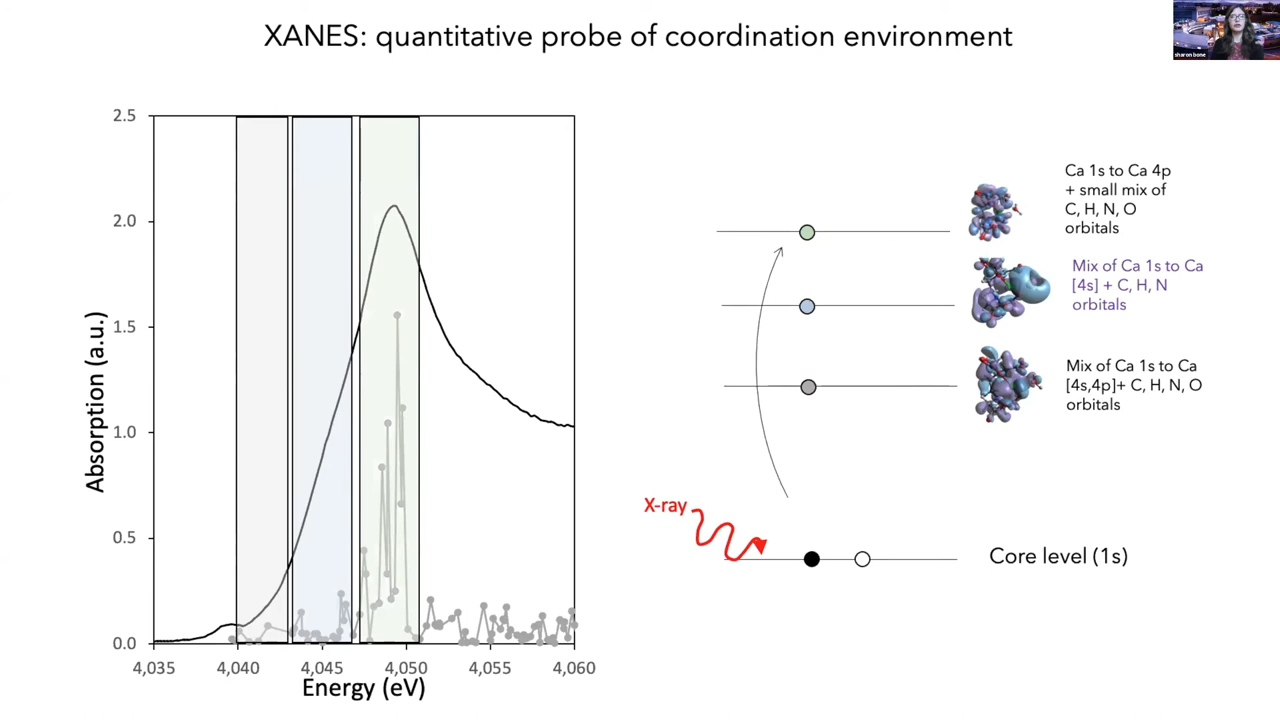 XANES: quantitative probe of coordination environment
sharon bone
2.5
2.0
1.5
1.0
0.5
0.0
Absorption (a.u.)
4,035 4,040 4,045 4,050 4,055 4,060
Energy (eV)
Ca 1s to Ca 4p
+ small mix of
C, H, N, O
orbitals
Mix of Ca 1s to Ca
[4s] + C, H, N
orbitals
Mix of Ca 1s to Ca
[4s,4p]+ C, H, N, O
orbitals
X-ray
Core level (1s)